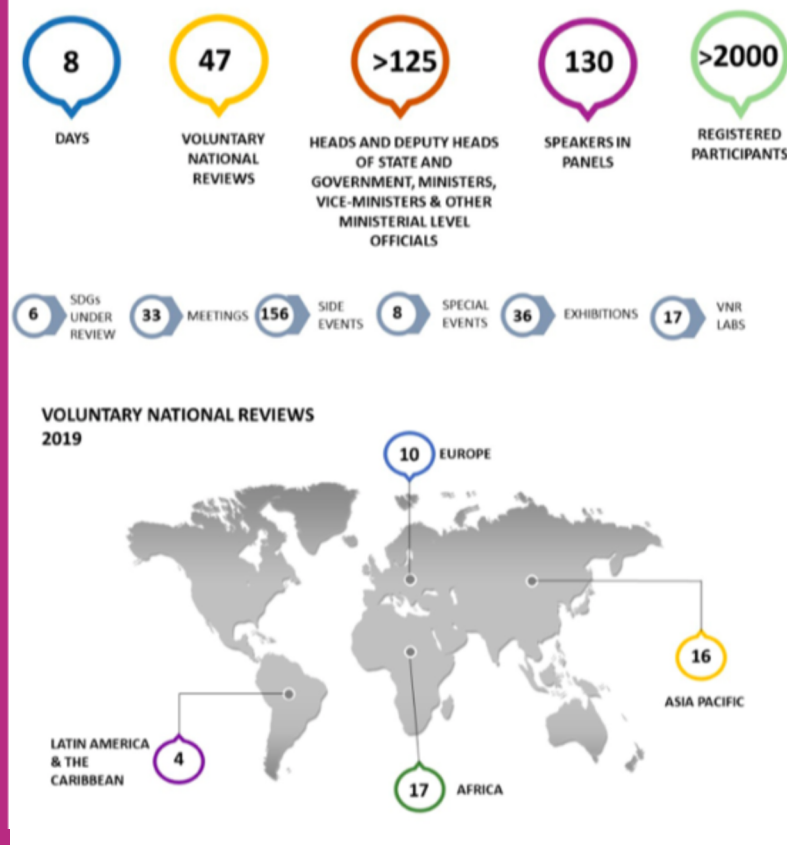 8
DAYS
47
VOLUNTARY
NATIONAL
REVIEWS
>125
HEADS AND DEPUTY HEADS
OF STATE AND
GOVERNMENT, MINISTERS,
VICE-MINISTERS & OTHER
MINISTERIAL LEVEL
OFFICIALS
130
SPEAKERS IN
PANELS
>2000
REGISTERED
PARTICIPANTS
6
SDGs
UNDER
REVIEW
33
MEETINGS
156
SIDE
EVENTS
8
SPECIAL
EVENTS
36
EXHIBITIONS
17
VNR
LABS
VOLUNTARY NATIONAL REVIEWS
2019
10
EUROPE
16
ASIA PACIFIC
LATIN AMERICA
& THE
CARIBBEAN
4
17
AFRICA